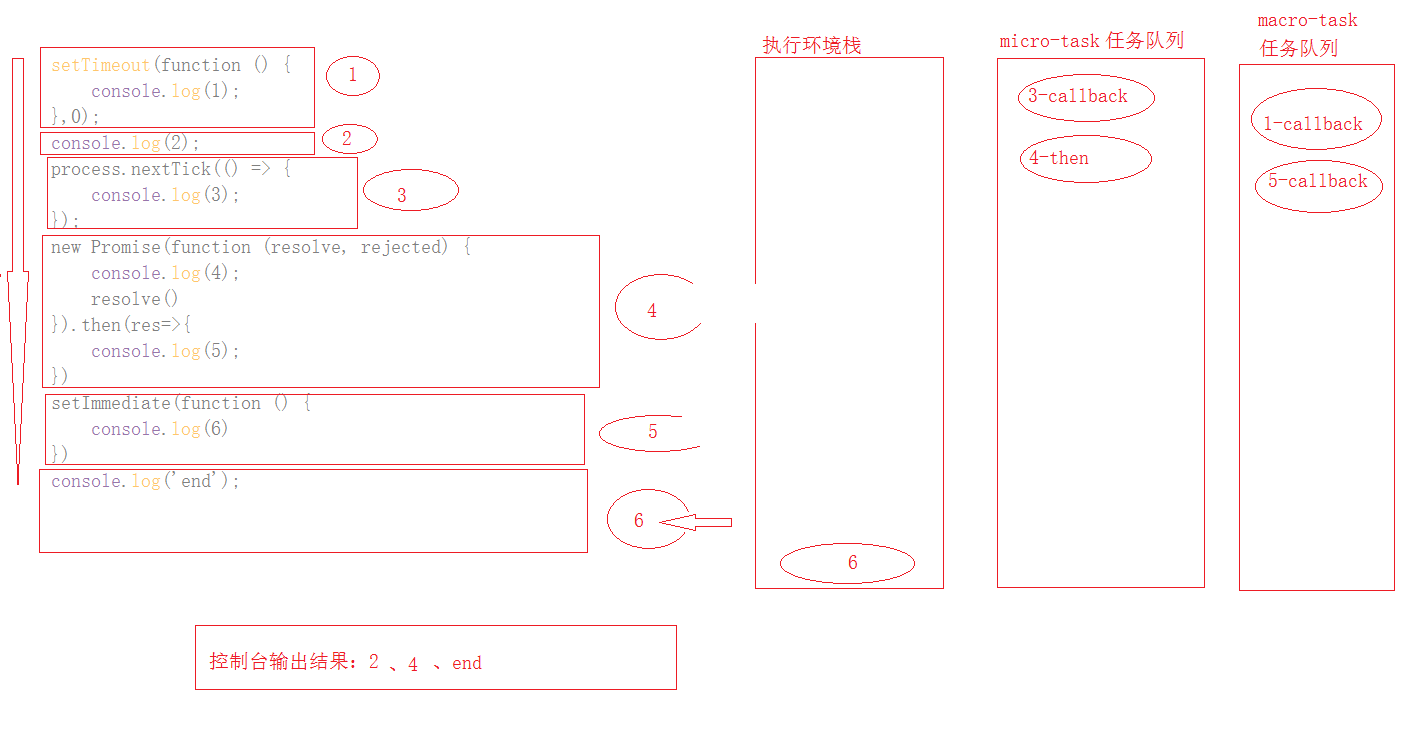 setTimeout(function () {
    console.log(1);
},0);
1
console.log(2);
2
process.nextTick(() => {
    console.log(3);
});
3
new Promise(function (resolve, rejected) {
    console.log(4);
    resolve()
}).then(res=>{
    console.log(5);
})
4
setImmediate(function () {
    console.log(6)
})
5
console.log('end');
6
执行环境栈
6
micro-task 任务队列
3-callback
4-then
macro-task
任务队列
1-callback
5-callback
控制台输出结果：2 、4 、end